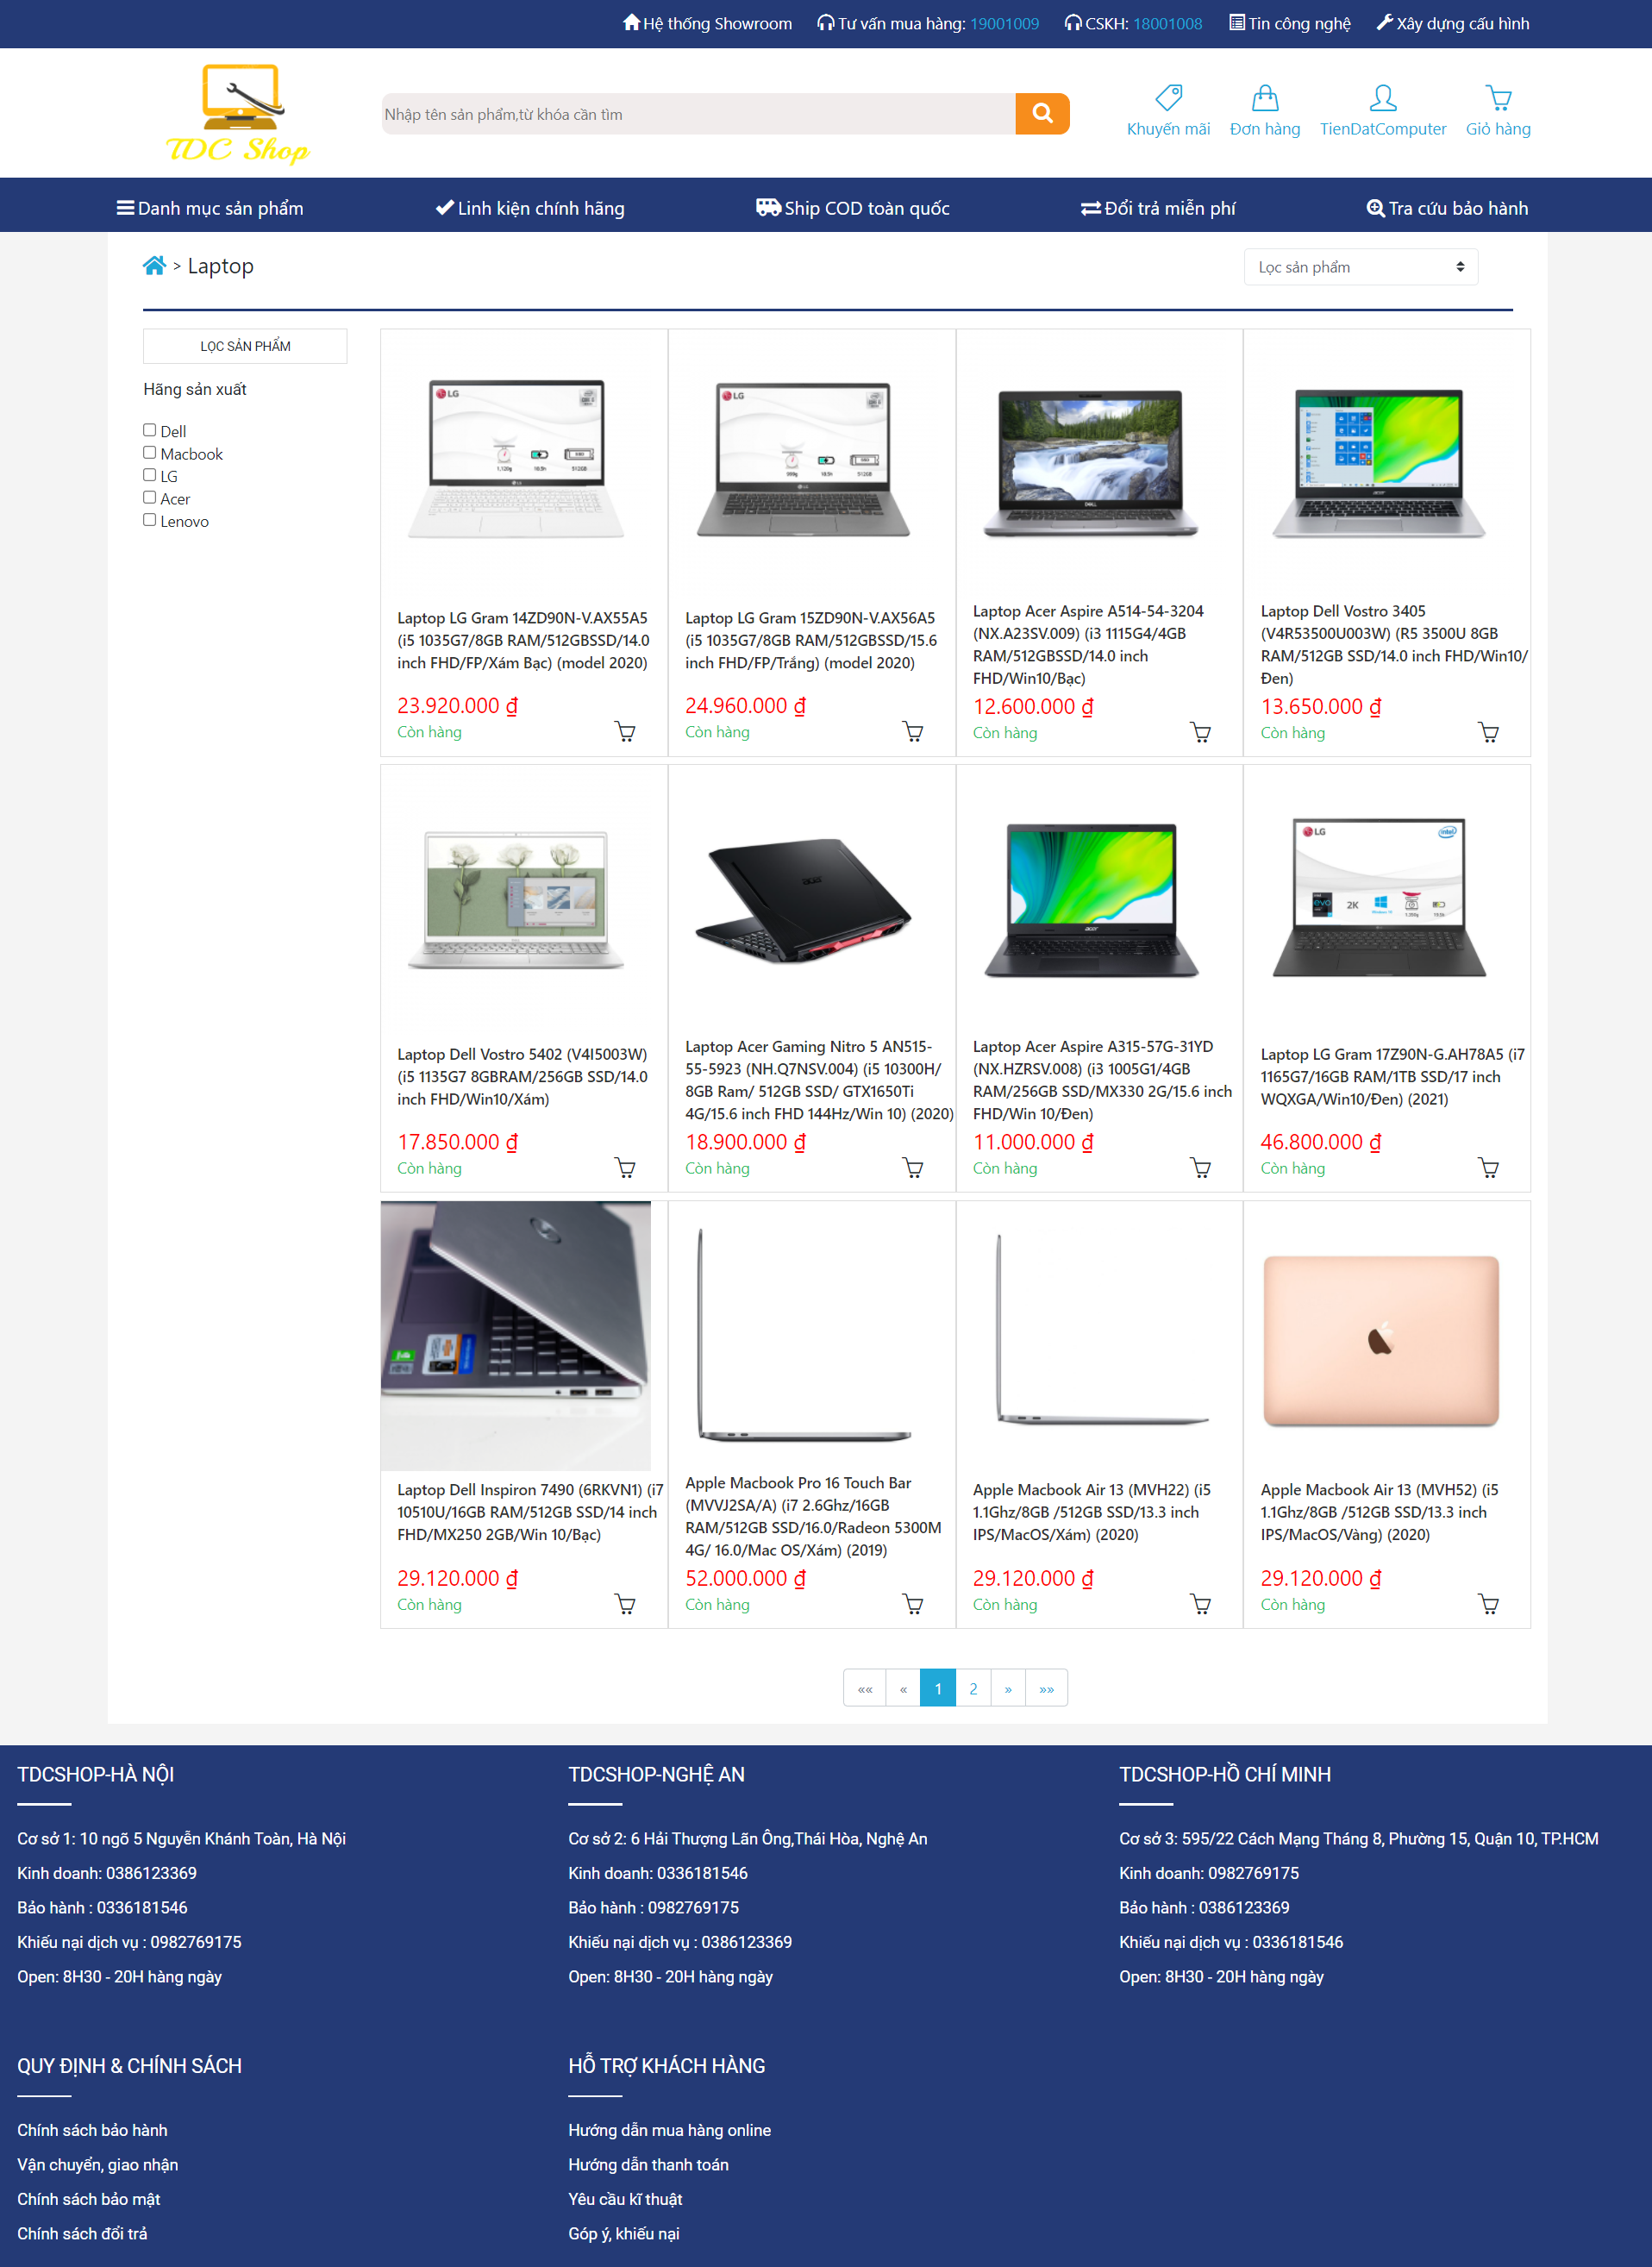 Hệ thống Showroom Tư vấn mua hàng: 19001009 CSKH: 18001008 Tin công nghệ Xây dựng cấu hình
TDC Shop
Nhập tên sản phẩm,từ khóa cần tìm
Khuyến mãi Đơn hàng TienDatComputer Giỏ hàng
Danh mục sản phẩm Linh kiện chính hãng Ship COD toàn quốc Đổi trả miễn phí Tra cứu bảo hành
> Laptop
Lọc sản phẩm
LỌC SẢN PHẨM
Hãng sản xuất
Dell
Macbook
LG
Acer
Lenovo
Laptop LG Gram 14ZD90N-V.AX55A5
(i5 1035G7/8GB RAM/512GBSSD/14.0
inch FHD/FP/Xám Bạc) (model 2020)
23.920.000 ₫
Còn hàng
Laptop LG Gram 15ZD90N-V.AX56A5
(i5 1035G7/8GB RAM/512GBSSD/15.6
inch FHD/FP/Trắng) (model 2020)
24.960.000 ₫
Còn hàng
Laptop Acer Aspire A514-54-3204
(NX.A23SV.009) (i3 1115G4/4GB
RAM/512GBSSD/14.0 inch
FHD/Win10/Bạc)
12.600.000 ₫
Còn hàng
Laptop Dell Vostro 3405
(V4R53500U003W) (R5 3500U 8GB
RAM/512GB SSD/14.0 inch FHD/Win10/
Đen)
13.650.000 ₫
Còn hàng
Laptop Dell Vostro 5402 (V4I5003W)
(i5 1135G7 8GBRAM/256GB SSD/14.0
inch FHD/Win10/Xám)
17.850.000 ₫
Còn hàng
Laptop Acer Gaming Nitro 5 AN515-
55-5923 (NH.Q7NSV.004) (i5 10300H/
8GB Ram/ 512GB SSD/ GTX1650Ti
4G/15.6 inch FHD 144Hz/Win 10) (2020)
18.900.000 ₫
Còn hàng
Laptop Acer Aspire A315-57G-31YD
(NX.HZRSV.008) (i3 1005G1/4GB
RAM/256GB SSD/MX330 2G/15.6 inch
FHD/Win 10/Đen)
11.000.000 ₫
Còn hàng
Laptop LG Gram 17Z90N-G.AH78A5 (i7
1165G7/16GB RAM/1TB SSD/17 inch
WQXGA/Win10/Đen) (2021)
46.800.000 ₫
Còn hàng
Laptop Dell Inspiron 7490 (6RKVN1) (i7
10510U/16GB RAM/512GB SSD/14 inch
FHD/MX250 2GB/Win 10/Bạc)
29.120.000 ₫
Còn hàng
Apple Macbook Pro 16 Touch Bar
(MVVJ2SA/A) (i7 2.6Ghz/16GB
RAM/512GB SSD/16.0/Radeon 5300M
4G/ 16.0/Mac OS/Xám) (2019)
52.000.000 ₫
Còn hàng
Apple Macbook Air 13 (MVH22) (i5
1.1Ghz/8GB /512GB SSD/13.3 inch
IPS/MacOS/Xám) (2020)
29.120.000 ₫
Còn hàng
Apple Macbook Air 13 (MVH52) (i5
1.1Ghz/8GB /512GB SSD/13.3 inch
IPS/MacOS/Vàng) (2020)
29.120.000 ₫
Còn hàng
«« « 1 2 » »»
TDCSHOP-HÀ NỘI
Cơ sở 1: 10 ngõ 5 Nguyễn Khánh Toàn, Hà Nội
Kinh doanh: 0386123369
Bảo hành : 0336181546
Khiếu nại dịch vụ : 0982769175
Open: 8H30 - 20H hàng ngày
TDCSHOP-NGHỆ AN
Cơ sở 2: 6 Hải Thượng Lãn Ông,Thái Hòa, Nghệ An
Kinh doanh: 0336181546
Bảo hành : 0982769175
Khiếu nại dịch vụ : 0386123369
Open: 8H30 - 20H hàng ngày
TDCSHOP-HỒ CHÍ MINH
Cơ sở 3: 595/22 Cách Mạng Tháng 8, Phường 15, Quận 10, TP.HCM
Kinh doanh: 0982769175
Bảo hành : 0386123369
Khiếu nại dịch vụ : 0336181546
Open: 8H30 - 20H hàng ngày
QUY ĐỊNH & CHÍNH SÁCH
Chính sách bảo hành
Vận chuyển, giao nhận
Chính sách bảo mật
Chính sách đổi trả
HỖ TRỢ KHÁCH HÀNG
Hướng dẫn mua hàng online
Hướng dẫn thanh toán
Yêu cầu kĩ thuật
Góp ý, khiếu nại